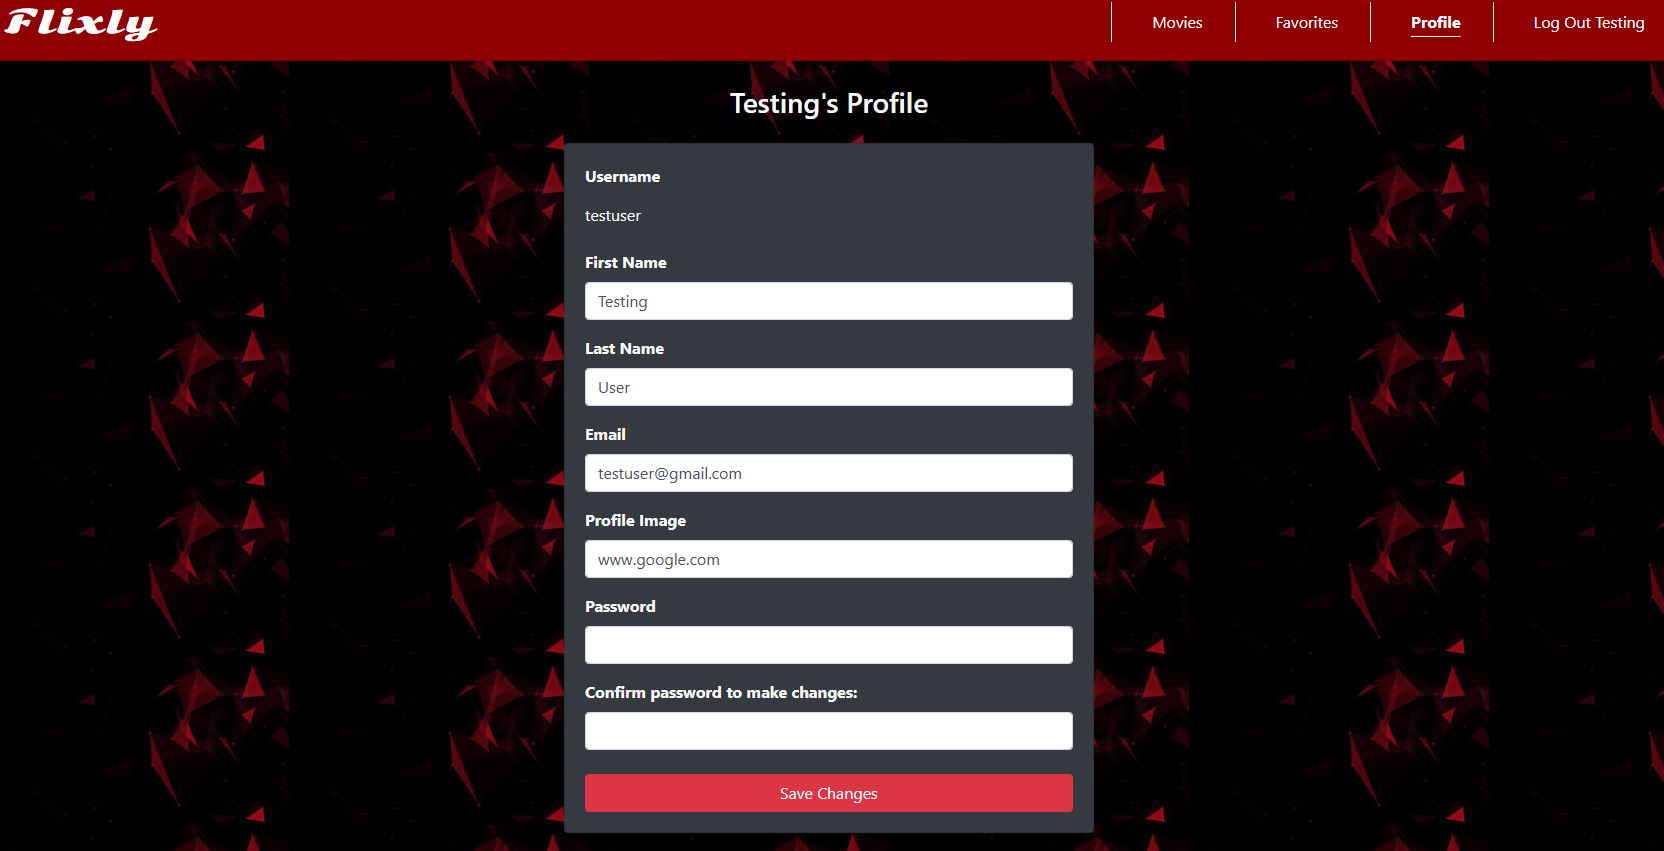 Flixly
Movies
Favorites
Profile
Log Out Testing
Testing's Profile
Username
testuser
First Name
Testing
Last Name
User
Email
testuser@gmail.com
Profile Image
www.google.com
Password
Confirm password to make changes:
Save Changes